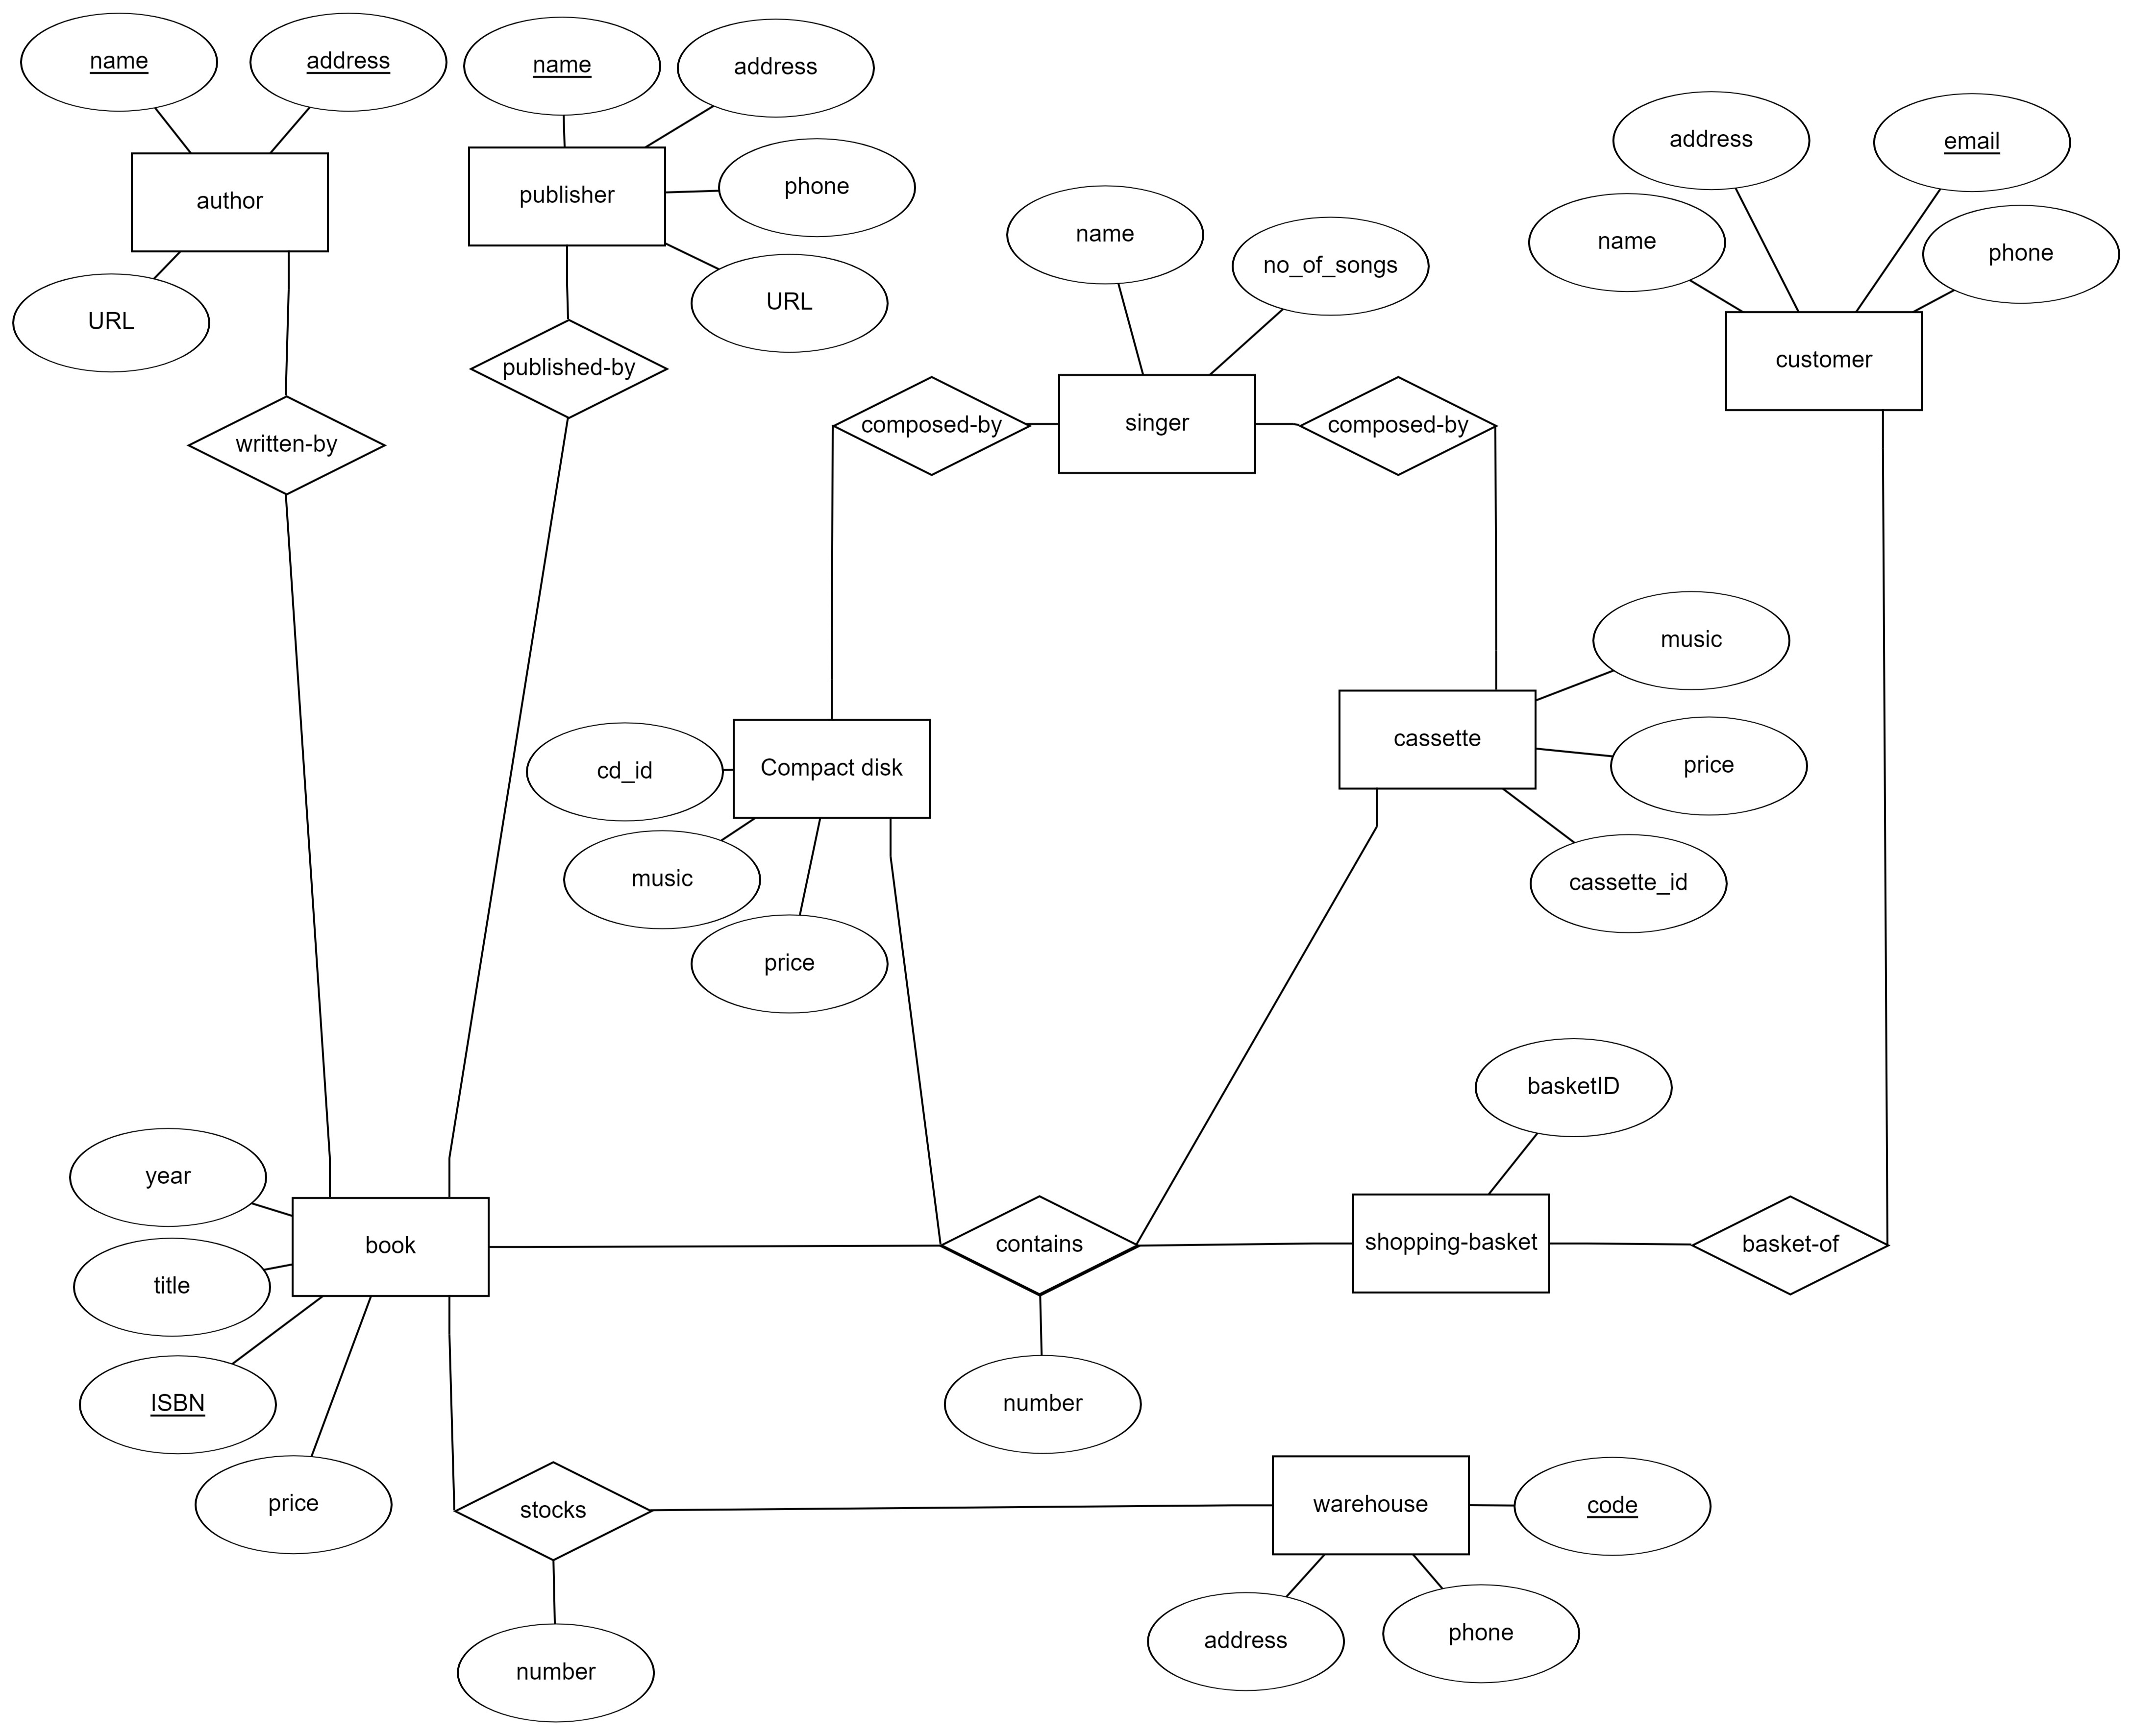 name
address
name
address
address
email
author
publisher
phone
name
no_of_songs
name
phone
URL
URL
published-by
customer
written-by
composed-by
singer
composed-by
music
cd_id
Compact disk
cassette
price
music
cassette_id
price
basketID
year
title
book
contains
shopping-basket
basket-of
ISBN
number
price
stocks
warehouse
code
number
address
phone